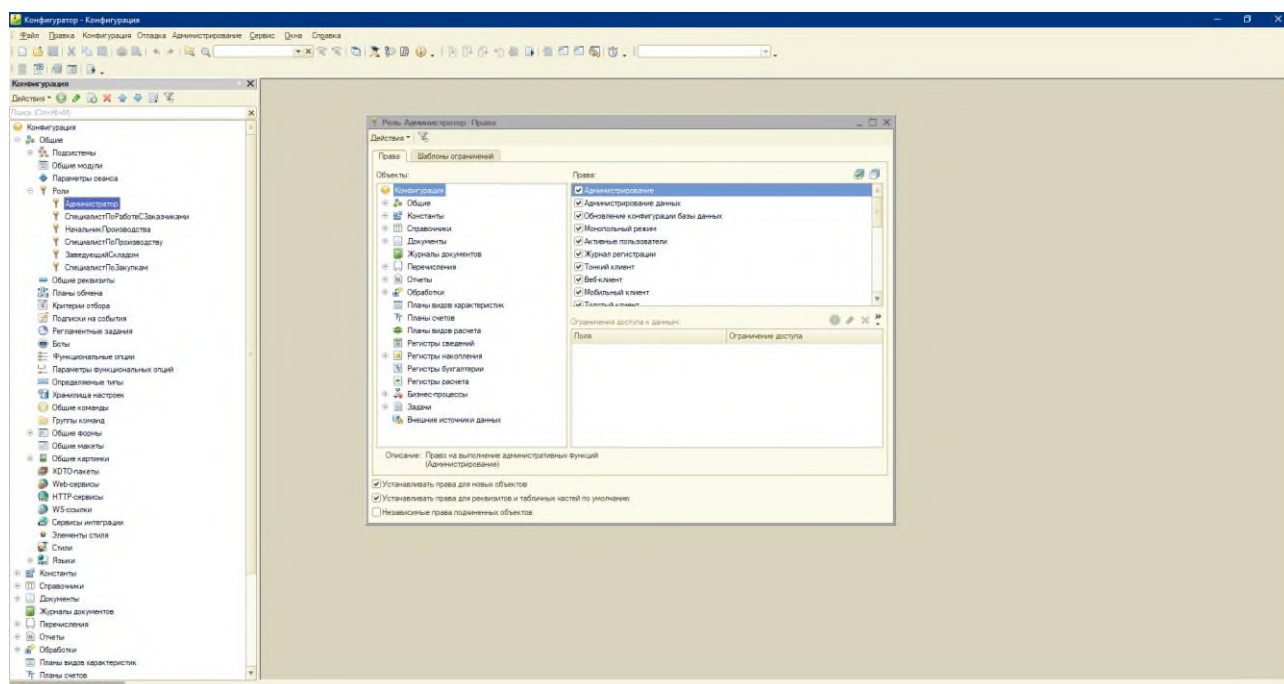 Конфигуратор - Конфигурация
Файл Правка Конфигурация Отладка Администрирование Сервис Окна Справка
Конфигурация
Действия
Поиск (Ctrl+Alt+M)
Конфигурация
Общие
Подсистемы
Общие модули
Параметры сеанса
Роли
Администратор
СпециалистПоРаботеСЗаказчиками
НачальникПроизводства
СпециалистПоПроизводству
ЗаведующийСкладом
СпециалистПоЗакупкам
Общие реквизиты
Планы обмена
Критерии отбора
Подписки на события
Регламентные задания
Боты
Функциональные опции
Параметры функциональных опций
Определяемые типы
Хранилища настроек
Общие команды
Группы команд
Общие формы
Общие макеты
Общие картинки
XDTO-пакеты
Web-сервисы
HTTP-сервисы
WS-ссылки
Сервисы интеграции
Элементы стиля
Стили
Языки
Константы
Справочники
Документы
Журналы документов
Перечисления
Отчеты
Обработки
Планы видов характеристик
Планы счетов
Роль Администратор: Права
Действия
Права Шаблоны ограничений
Объекты:
Конфигурация
Общие
Константы
Справочники
Документы
Журналы документов
Перечисления
Отчеты
Обработки
Планы видов характеристик
Планы счетов
Планы видов расчета
Регистры сведений
Регистры накопления
Регистры бухгалтерии
Регистры расчета
Бизнес-процессы
Задачи
Внешние источники данных
Права:
Администрирование
Администрирование данных
Обновление конфигурации базы данных
Монопольный режим
Активные пользователи
Журнал регистрации
Тонкий клиент
Веб-клиент
Мобильный клиент
Толстый клиент
Ограничения доступа к данным:
Поле Ограничение доступа
Описание: Право на выполнение административных функций
(Администрирование)
Устанавливать права для новых объектов
Устанавливать права для реквизитов и табличных частей по умолчанию
Независимые права подчиненных объектов